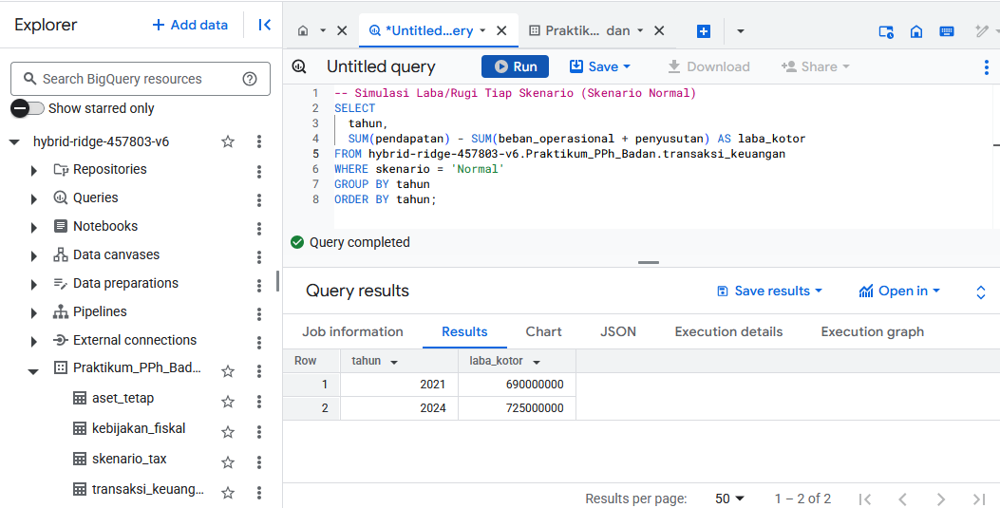 Explorer
+ Add data
Search BigQuery resources
Show starred only
hybrid-ridge-457803-v6
Repositories
Queries
Notebooks
Data canvases
Data preparations
Pipelines
External connections
Praktikum_PPh_Bad...
aset_tetap
kebijakan_fiskal
skenario_tax
transaksi_keuang...
*Untitled...ery
Praktik... dan
Untitled query
Run
Save
Download
Share
1 -- Simulasi Laba/Rugi Tiap Skenario (Skenario Normal)
2 SELECT
3 tahun,
4 SUM(pendapatan) - SUM(beban_operasional + penyusutan) AS laba_kotor
5 FROM hybrid-ridge-457803-v6.Praktikum_PPh_Badan.transaksi_keuangan
6 WHERE skenario = 'Normal'
7 GROUP BY tahun
8 ORDER BY tahun;
Query completed
Query results
Save results
Open in
Job information Results Chart JSON Execution details Execution graph
Row tahun laba_kotor
1 2021 690000000
2 2024 725000000
Results per page: 50 1 – 2 of 2